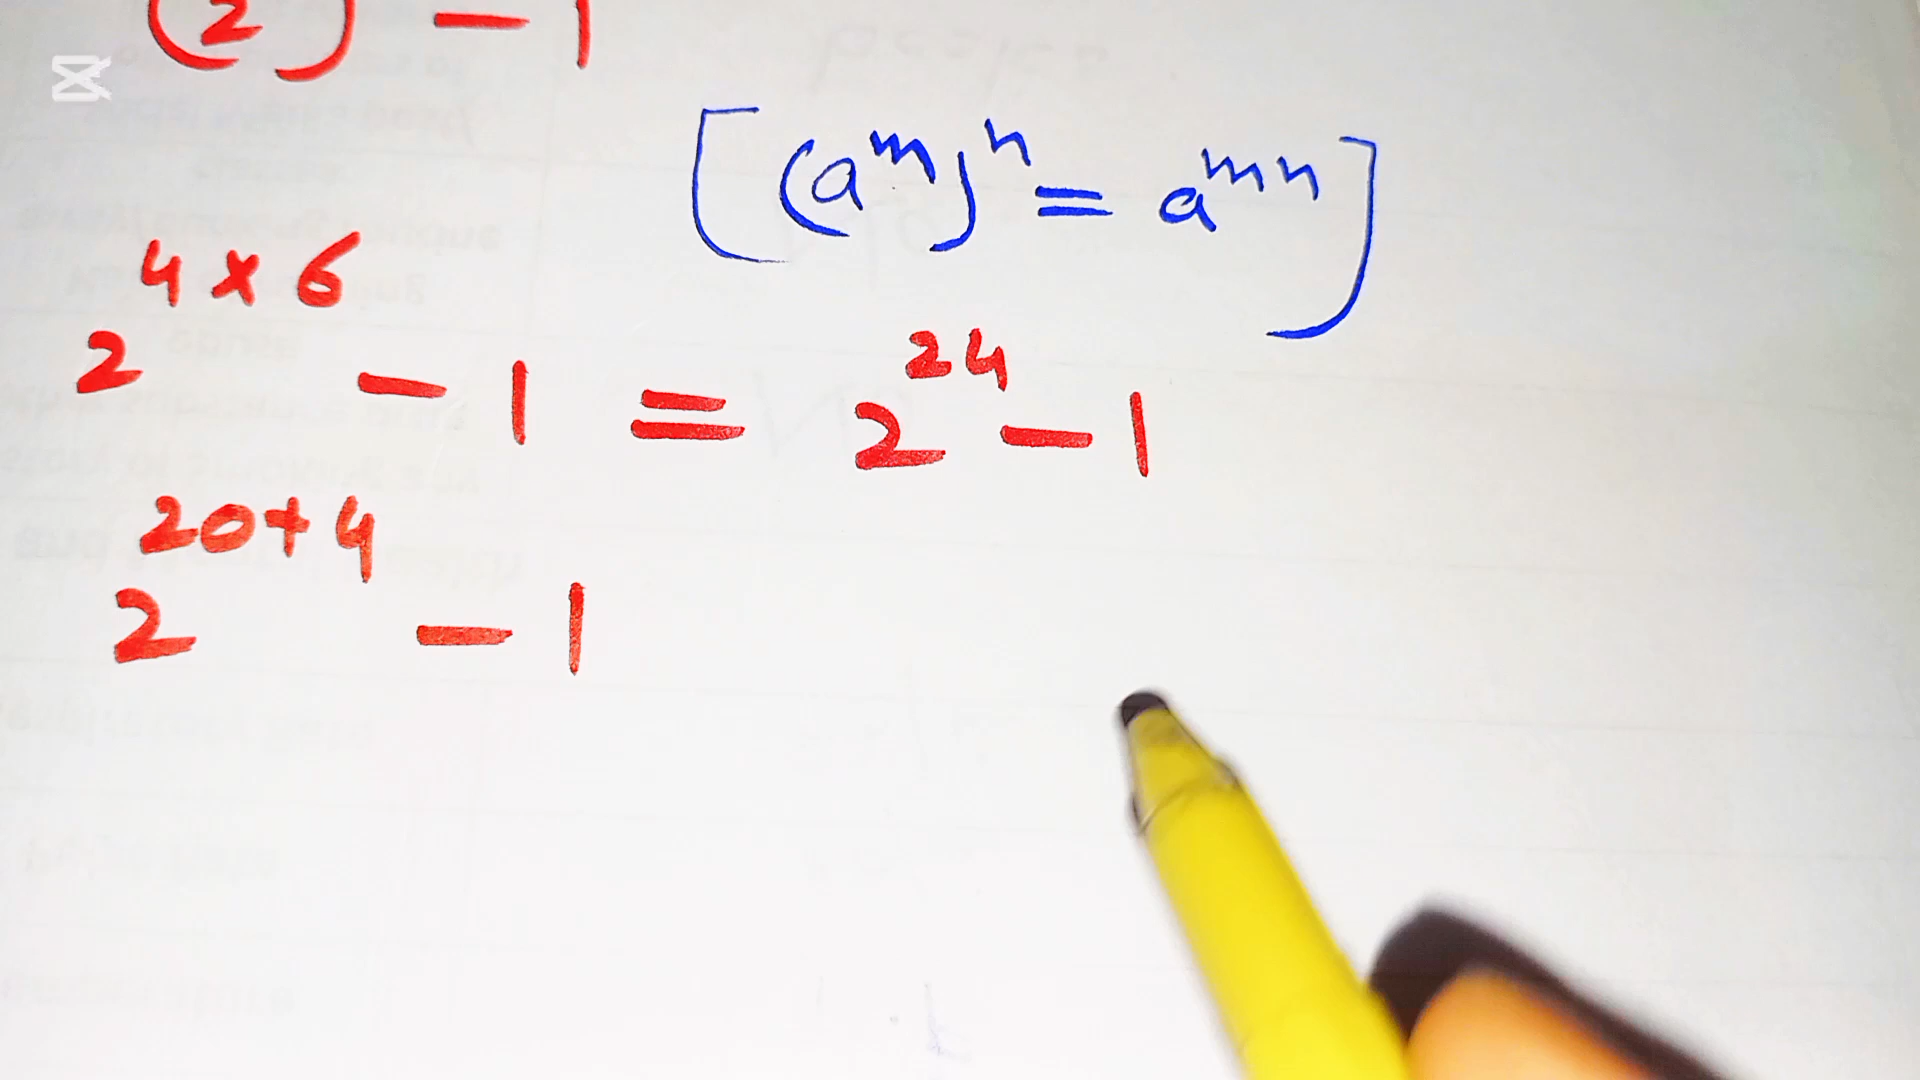 (2) - 1
[(a^m)^n = a^mn]
2^4×6 - 1 = 2^24 - 1
2^20+4 - 1